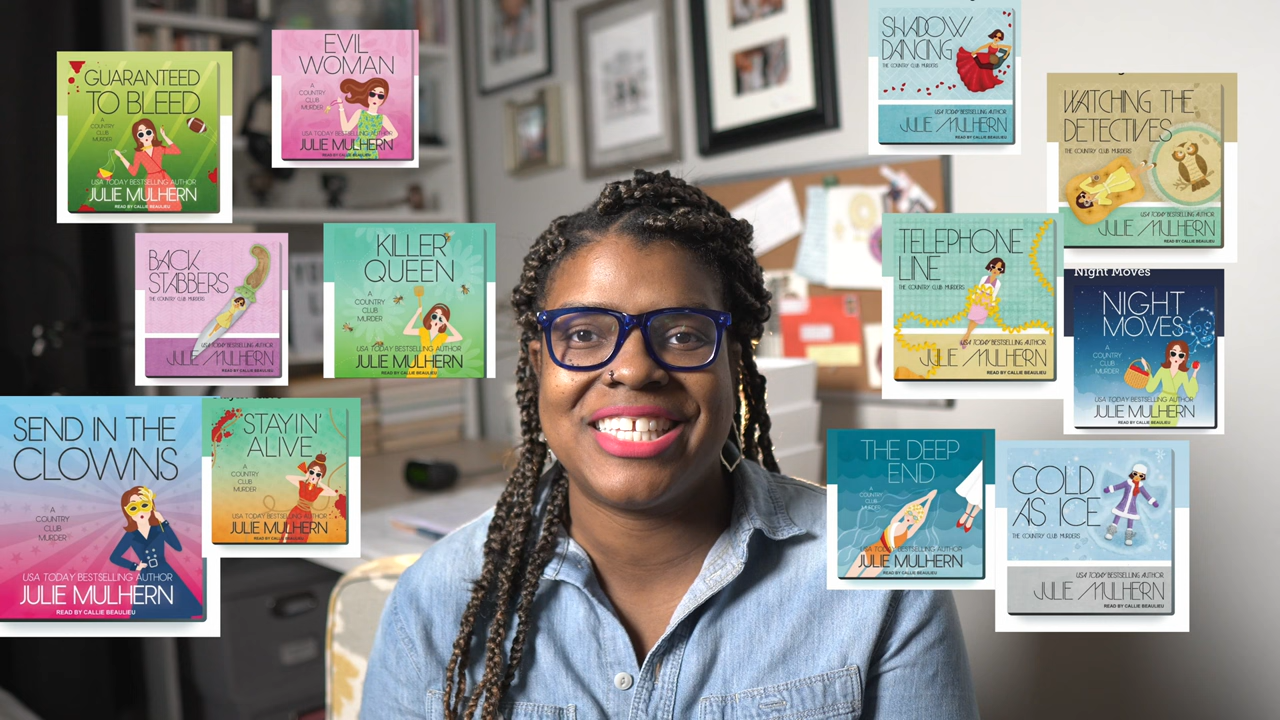 GUARANTEED
TO BLEED
A
COUNTRY
CLUB
MURDER
USA TODAY BESTSELLING AUTHOR
JULIE MULHERN
READ BY CALLIE BEAULIEU
EVIL
WOMAN
A
COUNTRY
CLUB
MURDER
USA TODAY BESTSELLING AUTHOR
JULIE MULHERN
READ BY CALLIE BEAULIEU
BACK
STABBERS
THE COUNTRY CLUB MURDERS
JULIE MULHERN
READ BY CALLIE BEAULIEU
KILLER
QUEEN
A
COUNTRY
CLUB
MURDER
USA TODAY BESTSELLING AUTHOR
JULIE MULHERN
READ BY CALLIE BEAULIEU
SEND IN THE
CLOWNS
A
COUNTRY
CLUB
MURDER
USA TODAY BESTSELLING AUTHOR
JULIE MULHERN
READ BY CALLIE BEAULIEU
STAYIN'
ALIVE
A
COUNTRY
CLUB
MURDER
USA TODAY BESTSELLING AUTHOR
JULIE MULHERN
READ BY CALLIE BEAULIEU
SHADOW
DANCING
THE COUNTRY CLUB MURDERS
USA TODAY BESTSELLING AUTHOR
JULIE MULHERN
READ BY CALLIE BEAULIEU
WATCHING THE
DETECTIVES
THE COUNTRY CLUB MURDERS
USA TODAY BESTSELLING AUTHOR
JULIE MULHERN
READ BY CALLIE BEAULIEU
TELEPHONE
LINE
THE COUNTRY CLUB MURDERS
USA TODAY BESTSELLING AUTHOR
JULIE MULHERN
READ BY CALLIE BEAULIEU
Night Moves
NIGHT
MOVES
A
COUNTRY
CLUB
MURDER
USA TODAY BESTSELLING AUTHOR
JULIE MULHERN
READ BY CALLIE BEAULIEU
THE DEEP
END
A
COUNTRY
CLUB
MURDER
USA TODAY BESTSELLING AUTHOR
JULIE MULHERN
READ BY CALLIE BEAULIEU
COLD
AS ICE
THE COUNTRY CLUB MURDERS
USA TODAY BESTSELLING AUTHOR
JULIE MULHERN
READ BY CALLIE BEAULIEU